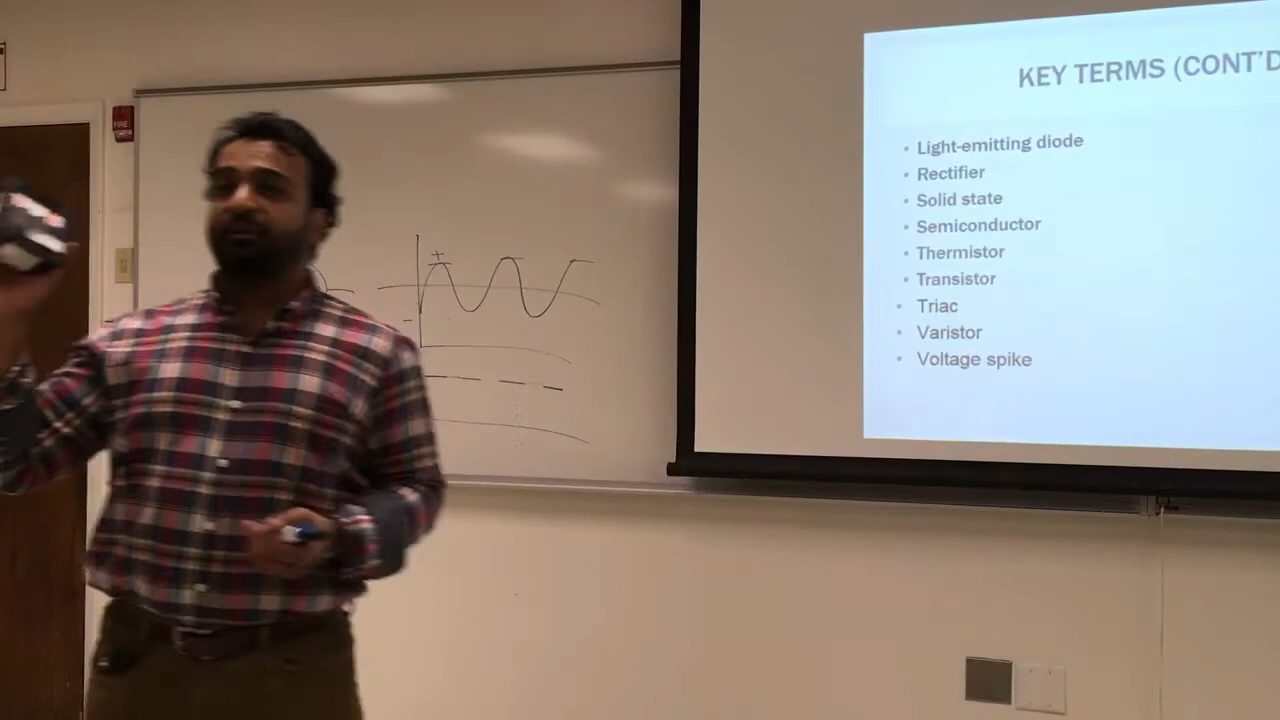 FIRE
KEY TERMS (CONT'D
• Light-emitting diode
• Rectifier
• Solid state
• Semiconductor
• Thermistor
• Transistor
• Triac
• Varistor
• Voltage spike
+
-